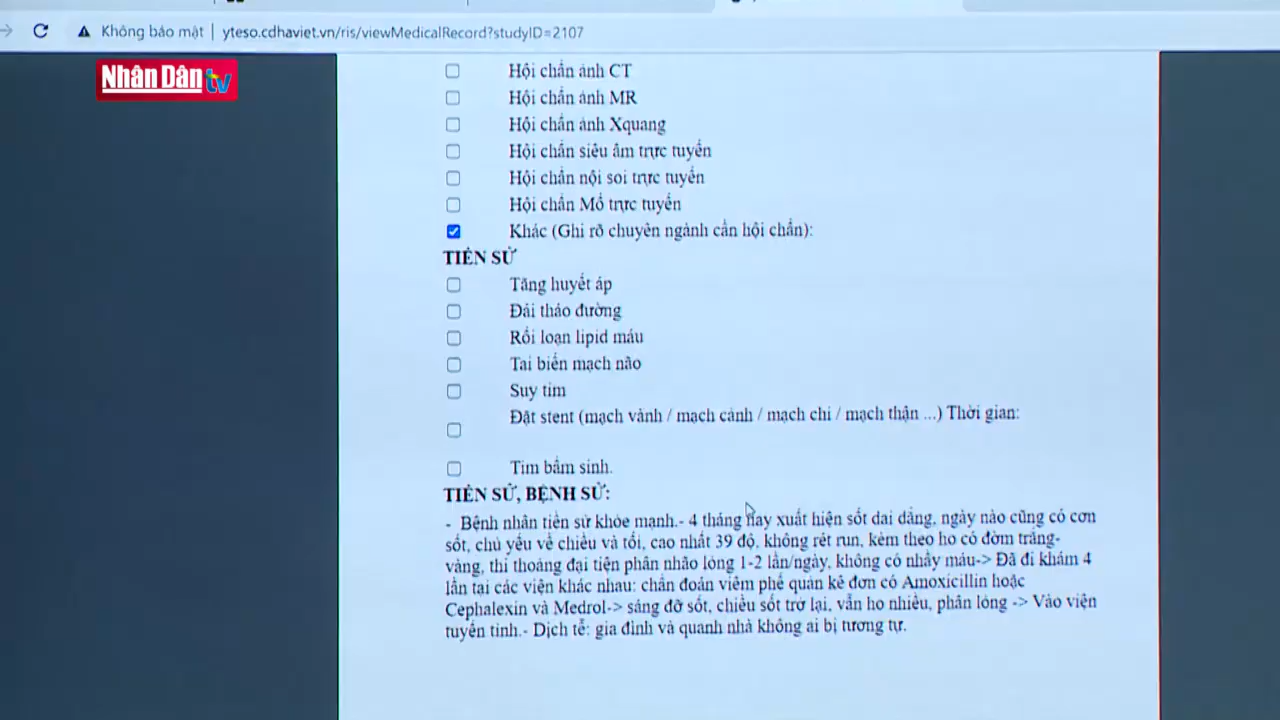 Không bảo mật | yteso.cdhaviet.vn/ris/viewMedicalRecord?studyID=2107
Nhân Dân tv
Hội chẩn ảnh CT
Hội chẩn ảnh MR
Hội chẩn ảnh Xquang
Hội chẩn siêu âm trực tuyến
Hội chẩn nội soi trực tuyến
Hội chẩn Mổ trực tuyến
Khác (Ghi rõ chuyên ngành cần hội chẩn):
TIỀN SỬ
Tăng huyết áp
Đái tháo đường
Rối loạn lipid máu
Tai biến mạch não
Suy tim
Đặt stent (mạch vành / mạch cảnh / mạch chi / mạch thận ...) Thời gian:
Tim bẩm sinh.
TIỀN SỬ, BỆNH SỬ:
- Bệnh nhân tiền sử khỏe mạnh.- 4 tháng nay xuất hiện sốt dai dẳng, ngày nào cũng có cơn
sốt, chủ yếu về chiều và tối, cao nhất 39 độ, không rét run, kèm theo ho có đờm trắng-
vàng, thi thoảng đại tiện phân nhão lỏng 1-2 lần/ngày, không có nhầy máu-> Đã đi khám 4
lần tại các viện khác nhau: chẩn đoán viêm phế quản kê đơn có Amoxicillin hoặc
Cephalexin và Medrol-> sáng đỡ sốt, chiều sốt trở lại, vẫn ho nhiều, phân lỏng -> Vào viện
tuyến tỉnh.- Dịch tễ: gia đình và quanh nhà không ai bị tương tự.